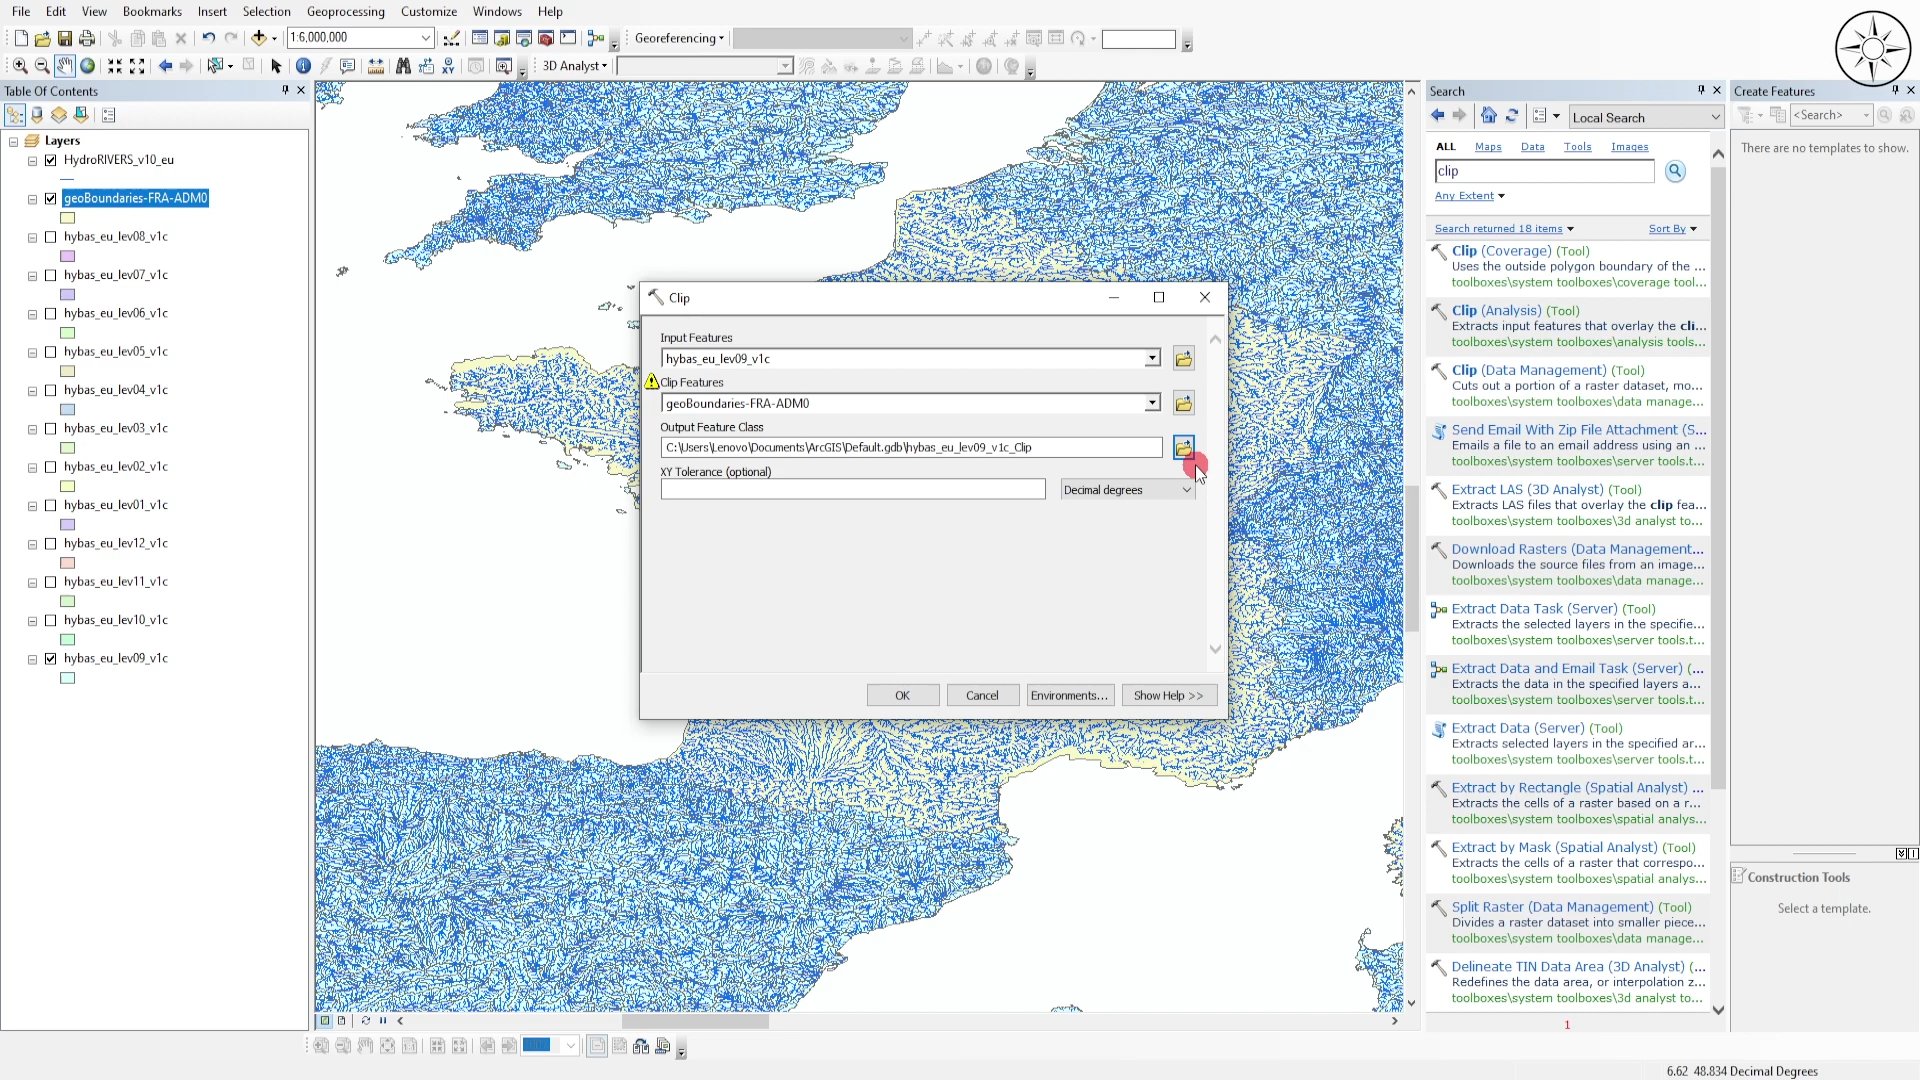 File Edit View Bookmarks Insert Selection Geoprocessing Customize Windows Help
1:6,000,000
Georeferencing
3D Analyst
Table Of Contents
Layers
HydroRIVERS_v10_eu
geoBoundaries-FRA-ADM0
hybas_eu_lev08_v1c
hybas_eu_lev07_v1c
hybas_eu_lev06_v1c
hybas_eu_lev05_v1c
hybas_eu_lev04_v1c
hybas_eu_lev03_v1c
hybas_eu_lev02_v1c
hybas_eu_lev01_v1c
hybas_eu_lev12_v1c
hybas_eu_lev11_v1c
hybas_eu_lev10_v1c
hybas_eu_lev09_v1c
Clip
Input Features
hybas_eu_lev09_v1c
Clip Features
geoBoundaries-FRA-ADM0
Output Feature Class
C:\Users\Lenovo\Documents\ArcGIS\Default.gdb\hybas_eu_lev09_v1c_Clip
XY Tolerance (optional)
Decimal degrees
OK Cancel Environments... Show Help >>
Search
Local Search
ALL Maps Data Tools Images
clip
Any Extent
Search returned 18 items Sort By
Clip (Coverage) (Tool)
Uses the outside polygon boundary of the ...
toolboxes\system toolboxes\coverage tool...
Clip (Analysis) (Tool)
Extracts input features that overlay the cli...
toolboxes\system toolboxes\analysis tools...
Clip (Data Management) (Tool)
Cuts out a portion of a raster dataset, mo...
toolboxes\system toolboxes\data manage...
Send Email With Zip File Attachment (S...
Emails a file to an email address using an ...
toolboxes\system toolboxes\server tools.t...
Extract LAS (3D Analyst) (Tool)
Extracts LAS files that overlay the clip fea...
toolboxes\system toolboxes\3d analyst to...
Download Rasters (Data Management...
Downloads the source files from an image...
toolboxes\system toolboxes\data manage...
Extract Data Task (Server) (Tool)
Extracts the selected layers in the specifie...
toolboxes\system toolboxes\server tools.t...
Extract Data and Email Task (Server) (...
Extracts the data in the specified layers a...
toolboxes\system toolboxes\server tools.t...
Extract Data (Server) (Tool)
Extracts selected layers in the specified ar...
toolboxes\system toolboxes\server tools.t...
Extract by Rectangle (Spatial Analyst) ...
Extracts the cells of a raster based on a r...
toolboxes\system toolboxes\spatial analys...
Extract by Mask (Spatial Analyst) (Tool)
Extracts the cells of a raster that correspo...
toolboxes\system toolboxes\spatial analys...
Split Raster (Data Management) (Tool)
Divides a raster dataset into smaller piece...
toolboxes\system toolboxes\data manage...
Delineate TIN Data Area (3D Analyst) (...
Redefines the data area, or interpolation z...
toolboxes\system toolboxes\3d analyst to...
1
Create Features
<Search>
There are no templates to show.
Construction Tools
Select a template.
6.62 48.834 Decimal Degrees